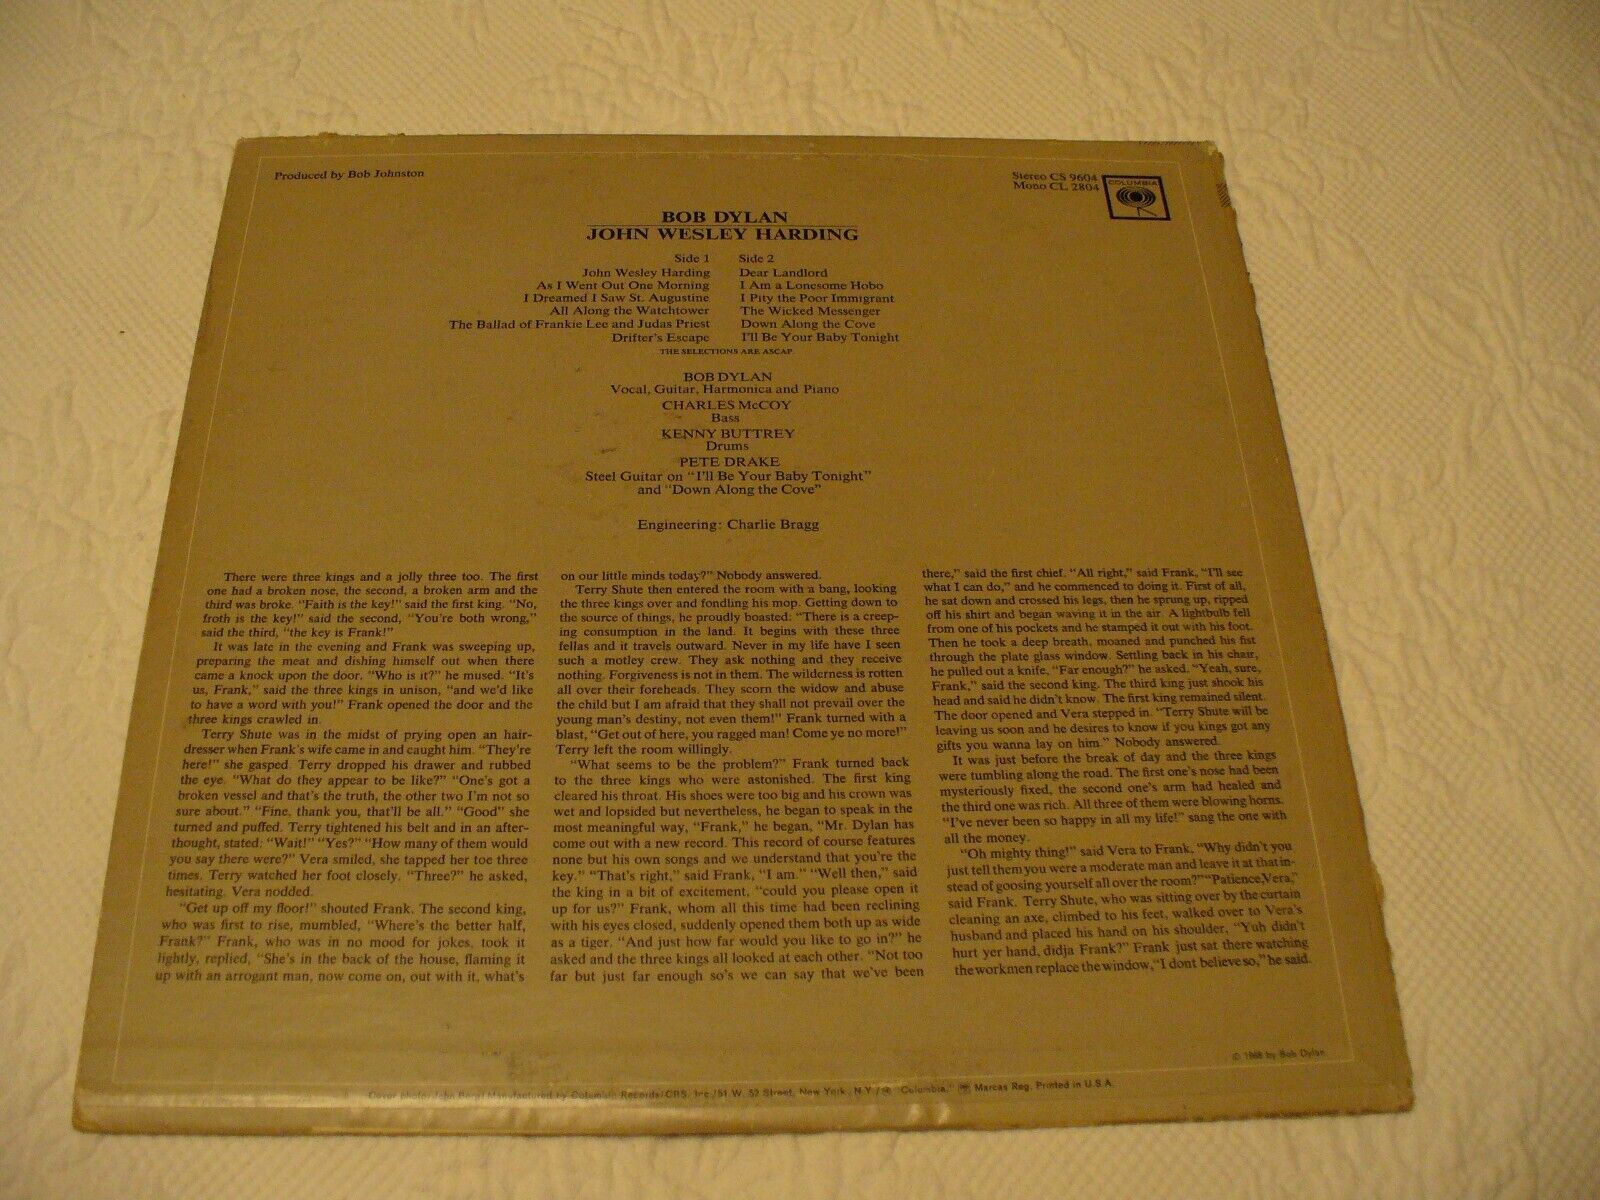 Produced by Bob Johnston
Stereo CS 9604
Mono CL 2804
COLUMBIA
BOB DYLAN
JOHN WESLEY HARDING
Side 1
John Wesley Harding
As I Went Out One Morning
I Dreamed I Saw St. Augustine
All Along the Watchtower
The Ballad of Frankie Lee and Judas Priest
Drifter's Escape
Side 2
Dear Landlord
I Am a Lonesome Hobo
I Pity the Poor Immigrant
The Wicked Messenger
Down Along the Cove
I'll Be Your Baby Tonight
THE SELECTIONS ARE ASCAP.
BOB DYLAN
Vocal, Guitar, Harmonica and Piano
CHARLES McCOY
Bass
KENNY BUTTREY
Drums
PETE DRAKE
Steel Guitar on "I'll Be Your Baby Tonight"
and "Down Along the Cove"
Engineering: Charlie Bragg
There were three kings and a jolly three too. The first
one had a broken nose, the second, a broken arm and the
third was broke. "Faith is the key!" said the first king. "No,
froth is the key!" said the second, "You're both wrong,"
said the third, "the key is Frank!"
It was late in the evening and Frank was sweeping up,
preparing the meat and dishing himself out when there
came a knock upon the door. "Who is it?" he mused. "It's
us, Frank," said the three kings in unison, "and we'd like
to have a word with you!" Frank opened the door and the
three kings crawled in.
Terry Shute was in the midst of prying open an hair-
dresser when Frank's wife came in and caught him. "They're
here!" she gasped. Terry dropped his drawer and rubbed
the eye. "What do they appear to be like?" "One's got a
broken vessel and that's the truth, the other two I'm not so
sure about." "Fine, thank you, that'll be all." "Good" she
turned and puffed. Terry tightened his belt and in an after-
thought, stated: "Wait!" "Yes?" "How many of them would
you say there were?" Vera smiled, she tapped her toe three
times. Terry watched her foot closely. "Three?" he asked,
hesitating. Vera nodded.
"Get up off my floor!" shouted Frank. The second king,
who was first to rise, mumbled, "Where's the better half,
Frank?" Frank, who was in no mood for jokes, took it
lightly, replied, "She's in the back of the house, flaming it
up with an arrogant man, now come on, out with it, what's
on our little minds today?" Nobody answered.
Terry Shute then entered the room with a bang, looking
the three kings over and fondling his mop. Getting down to
the source of things, he proudly boasted: "There is a creep-
ing consumption in the land. It begins with these three
fellas and it travels outward. Never in my life have I seen
such a motley crew. They ask nothing and they receive
nothing. Forgiveness is not in them. The wilderness is rotten
all over their foreheads. They scorn the widow and abuse
the child but I am afraid that they shall not prevail over the
young man's destiny, not even them!" Frank turned with a
blast, "Get out of here, you ragged man! Come ye no more!"
Terry left the room willingly.
"What seems to be the problem?" Frank turned back
to the three kings who were astonished. The first king
cleared his throat. His shoes were too big and his crown was
wet and lopsided but nevertheless, he began to speak in the
most meaningful way, "Frank," he began, "Mr. Dylan has
come out with a new record. This record of course features
none but his own songs and we understand that you're the
key." "That's right," said Frank, "I am." "Well then," said
the king in a bit of excitement, "could you please open it
up for us?" Frank, whom all this time had been reclining
with his eyes closed, suddenly opened them both up as wide
as a tiger. "And just how far would you like to go in?" he
asked and the three kings all looked at each other. "Not too
far but just far enough so's we can say that we've been
there," said the first chief. "All right," said Frank, "I'll see
what I can do," and he commenced to doing it. First of all,
he sat down and crossed his legs, then he sprung up, ripped
off his shirt and began waving it in the air. A lightbulb fell
from one of his pockets and he stamped it out with his foot.
Then he took a deep breath, moaned and punched his fist
through the plate glass window. Settling back in his chair,
he pulled out a knife, "Far enough?" he asked. "Yeah, sure,
Frank," said the second king. The third king just shook his
head and said he didn't know. The first king remained silent.
The door opened and Vera stepped in. "Terry Shute will be
leaving us soon and he desires to know if you kings got any
gifts you wanna lay on him." Nobody answered.
It was just before the break of day and the three kings
were tumbling along the road. The first one's nose had been
mysteriously fixed, the second one's arm had healed and
the third one was rich. All three of them were blowing horns.
"I've never been so happy in all my life!" sang the one with
all the money.
"Oh mighty thing!" said Vera to Frank, "Why didn't you
just tell them you were a moderate man and leave it at that in-
stead of goosing yourself all over the room?" "Patience, Vera,"
said Frank. Terry Shute, who was sitting over by the curtain
cleaning an axe, climbed to his feet, walked over to Vera's
husband and placed his hand on his shoulder, "Yuh didn't
hurt yer hand, didja Frank?" Frank just sat there watching
the workmen replace the window, "I dont believe so," he said.
© 1968 by Bob Dylan
Cover photo: John Berg/Manufactured by Columbia Records/CBS, Inc./51 W. 52 Street, New York, N.Y./® "Columbia," Marcas Reg. Printed in U.S.A.